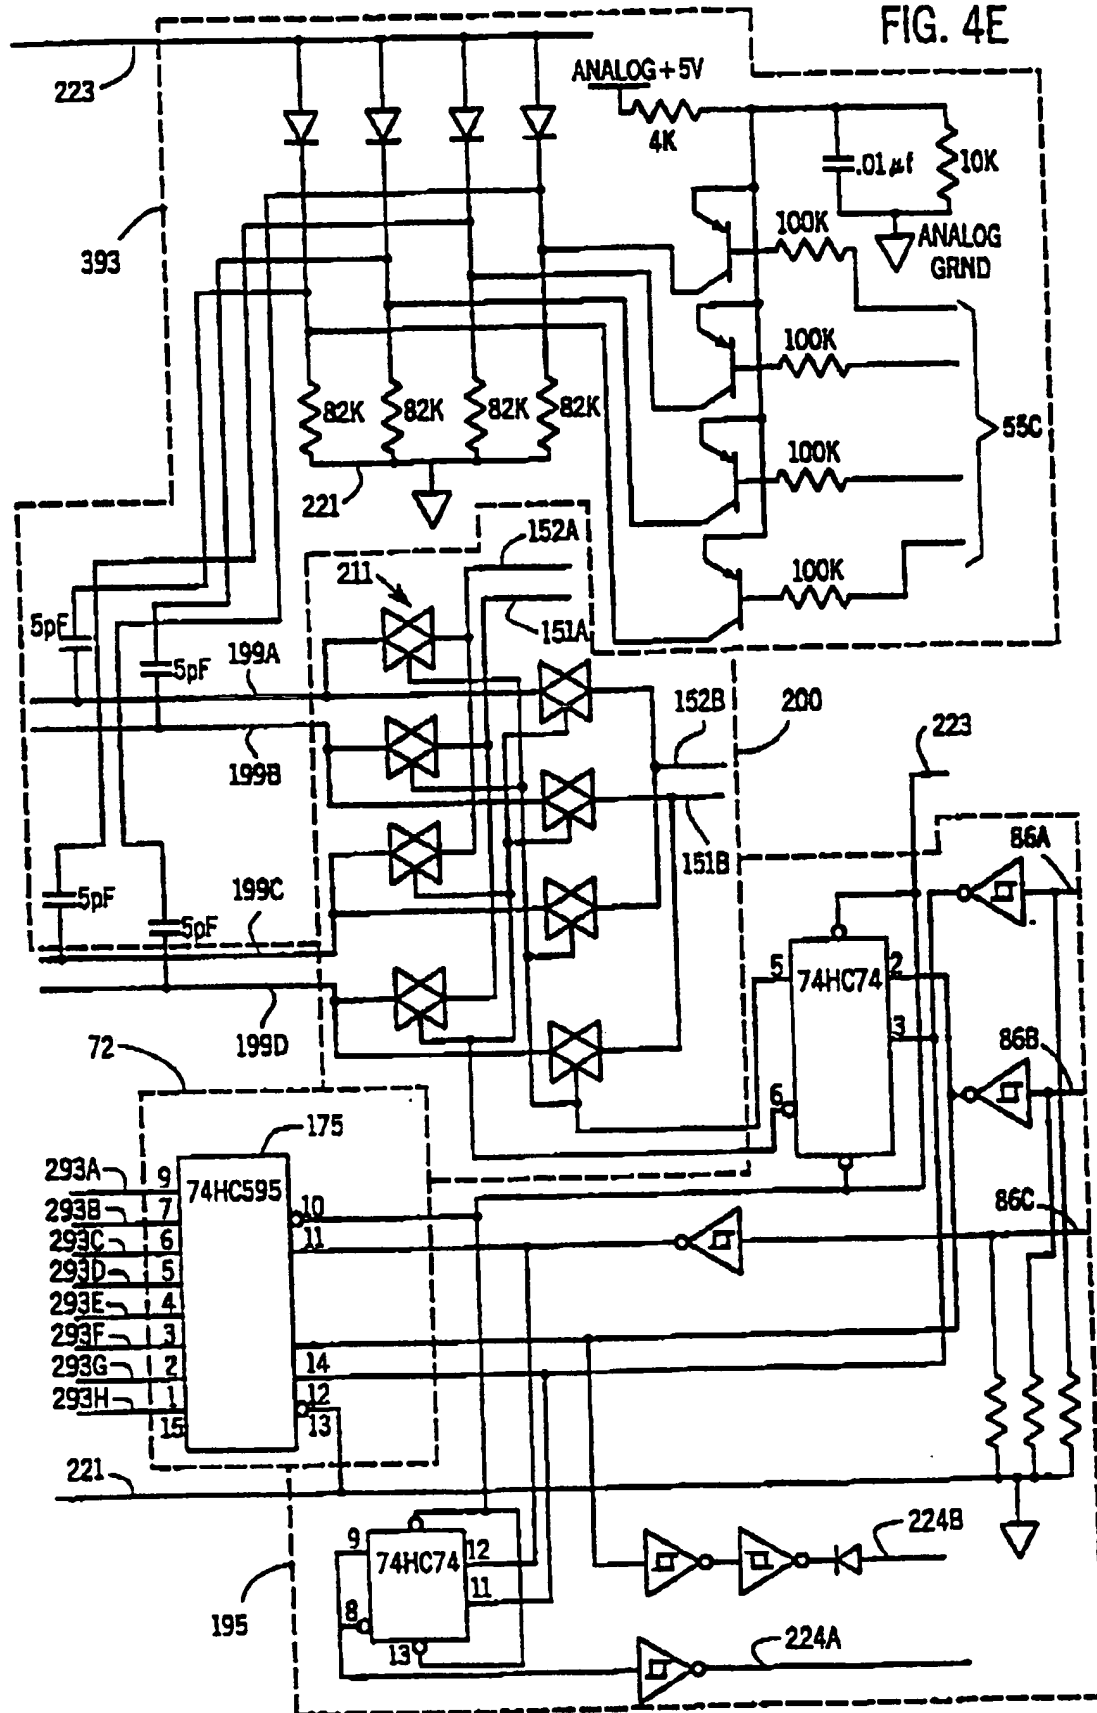 FIG. 4E
223
ANALOG +5V
4K
.01 μf
10K
393
100K
ANALOG
GRND
100K
82K
82K
82K
82K
55C
100K
221
152A
211
100K
151A
5pF
5pF
199A
152B
200
223
199B
151B
86A
5pF
199C
5pF
5
74HC74
2
3
86B
199D
72
6
175
293A
9
74HC595
10
86C
293B
7
293C
6
11
293D
5
293E
4
293F
3
293G
2
14
293H
1
12
15
13
221
224B
9
74HC74
12
11
195
8
13
224A